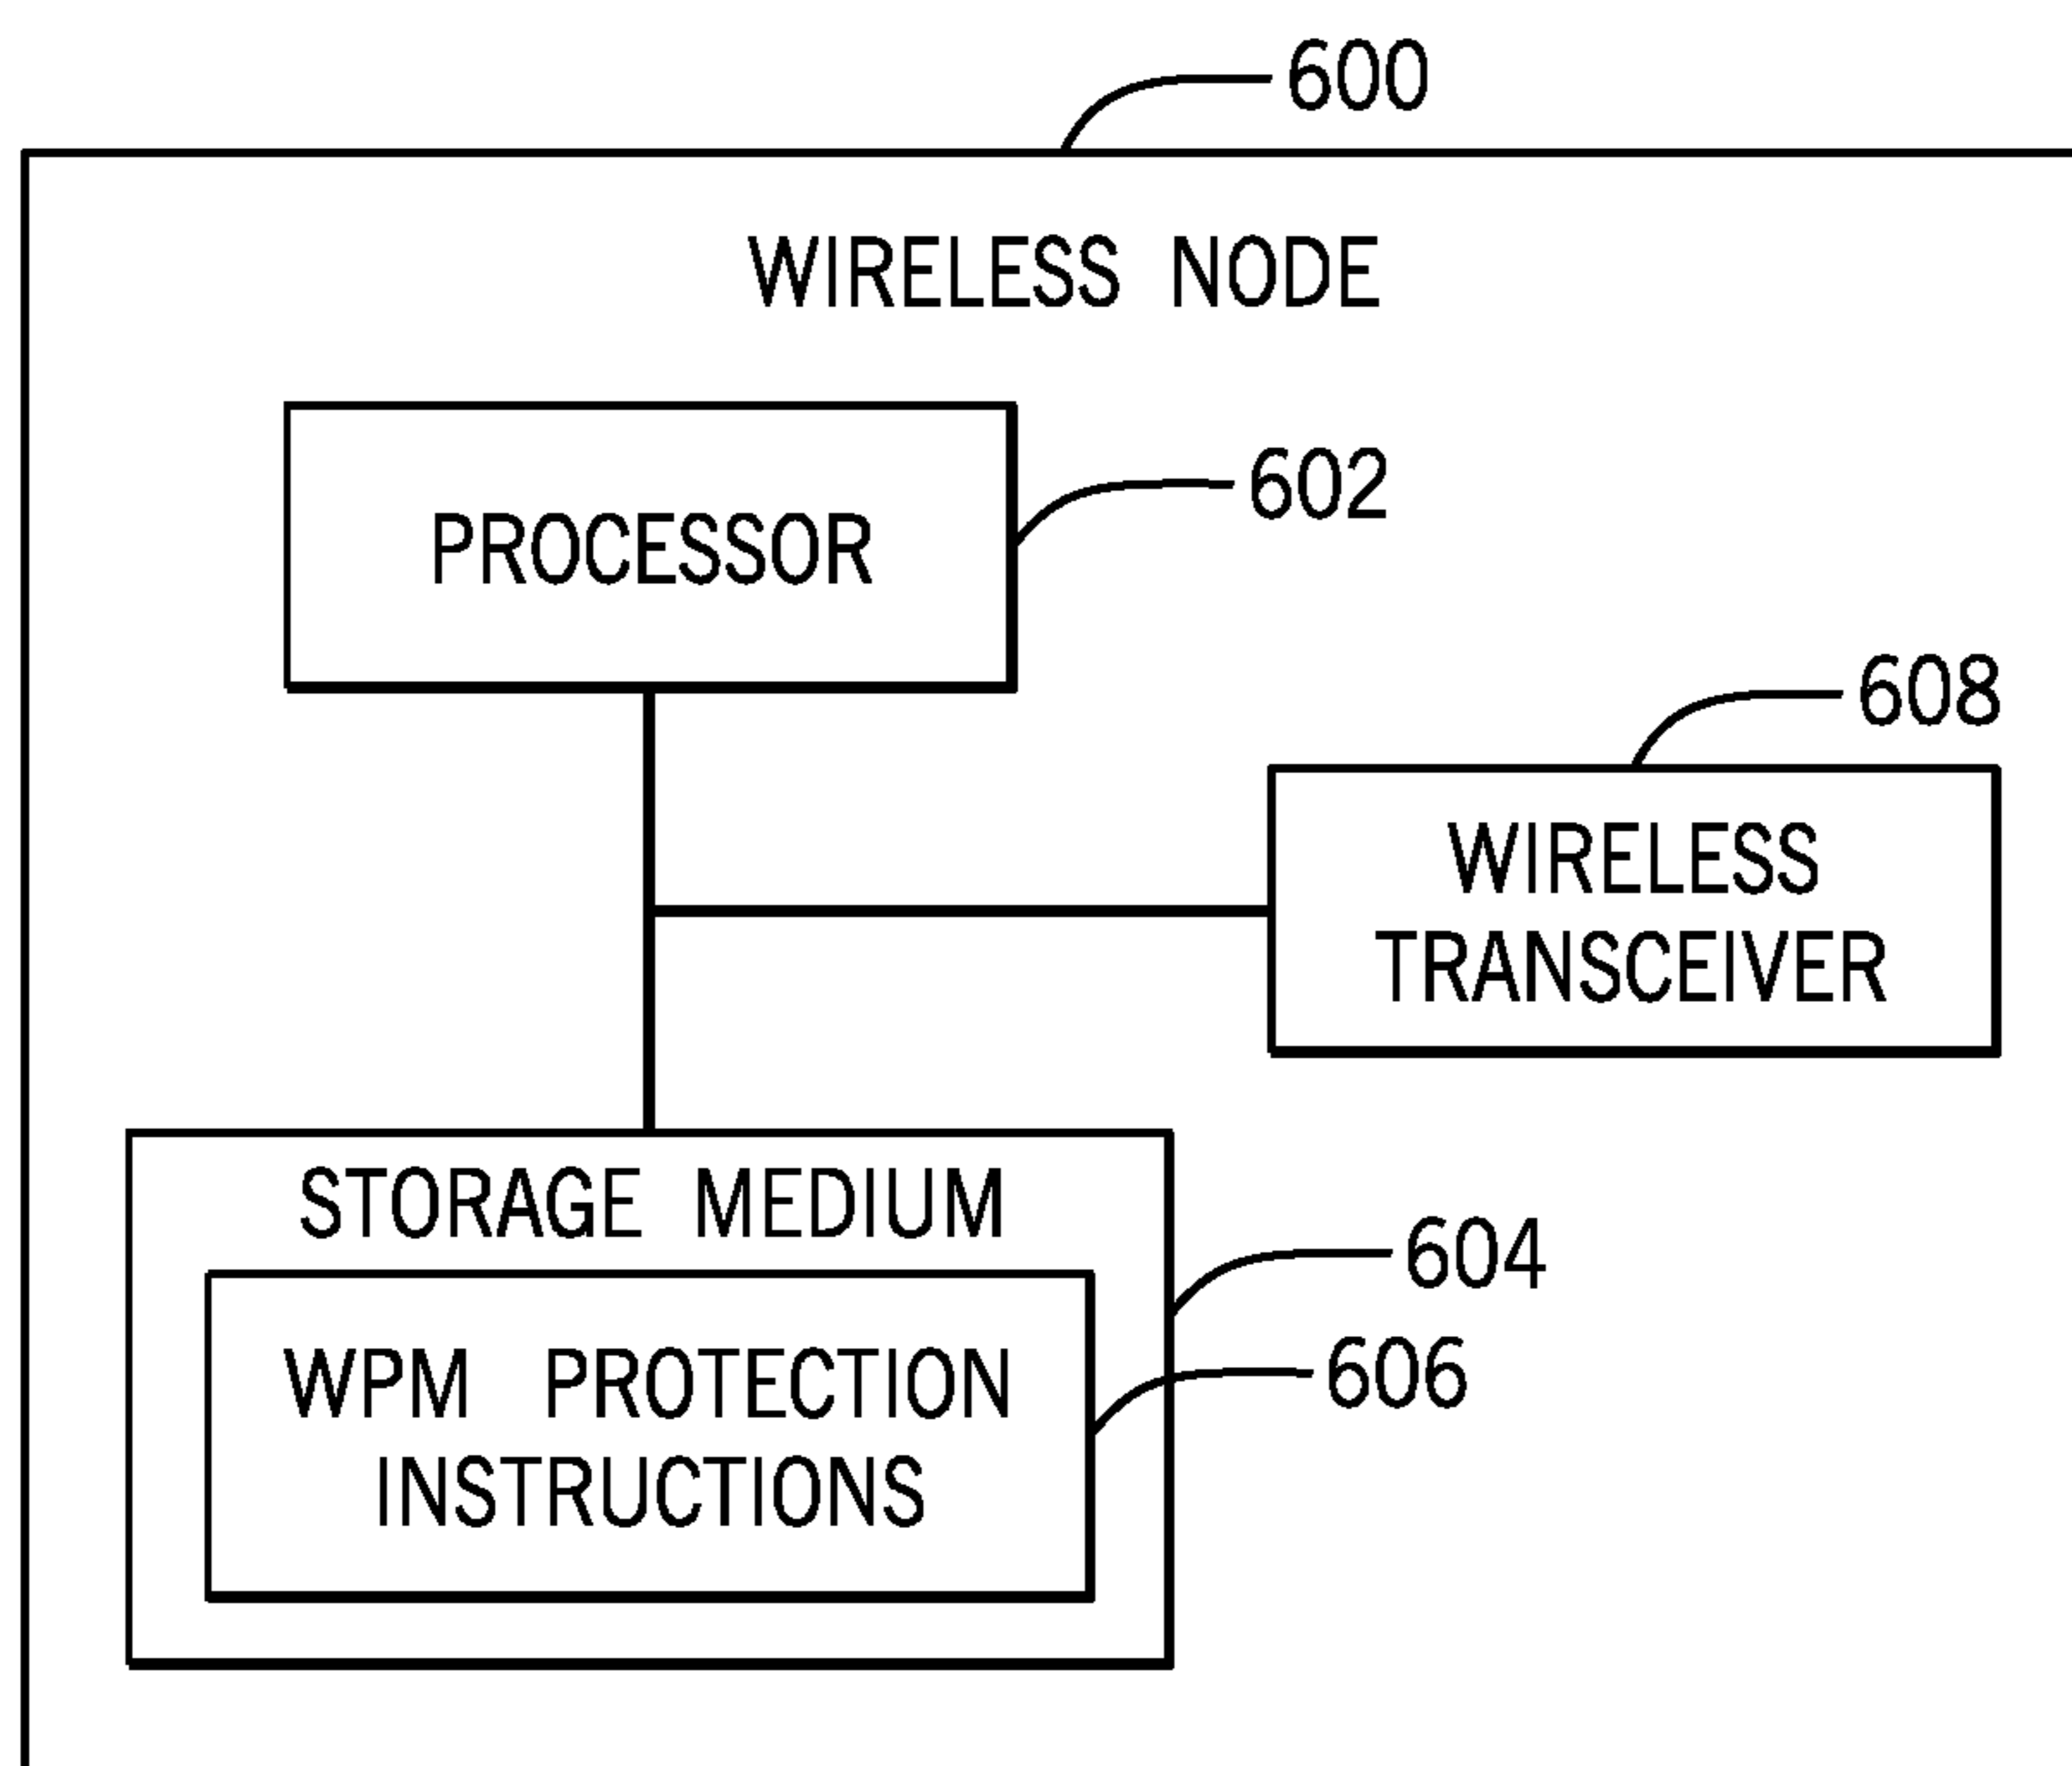 600
WIRELESS NODE
PROCESSOR
602
608
WIRELESS
TRANSCEIVER
STORAGE MEDIUM
604
WPM PROTECTION
INSTRUCTIONS
606